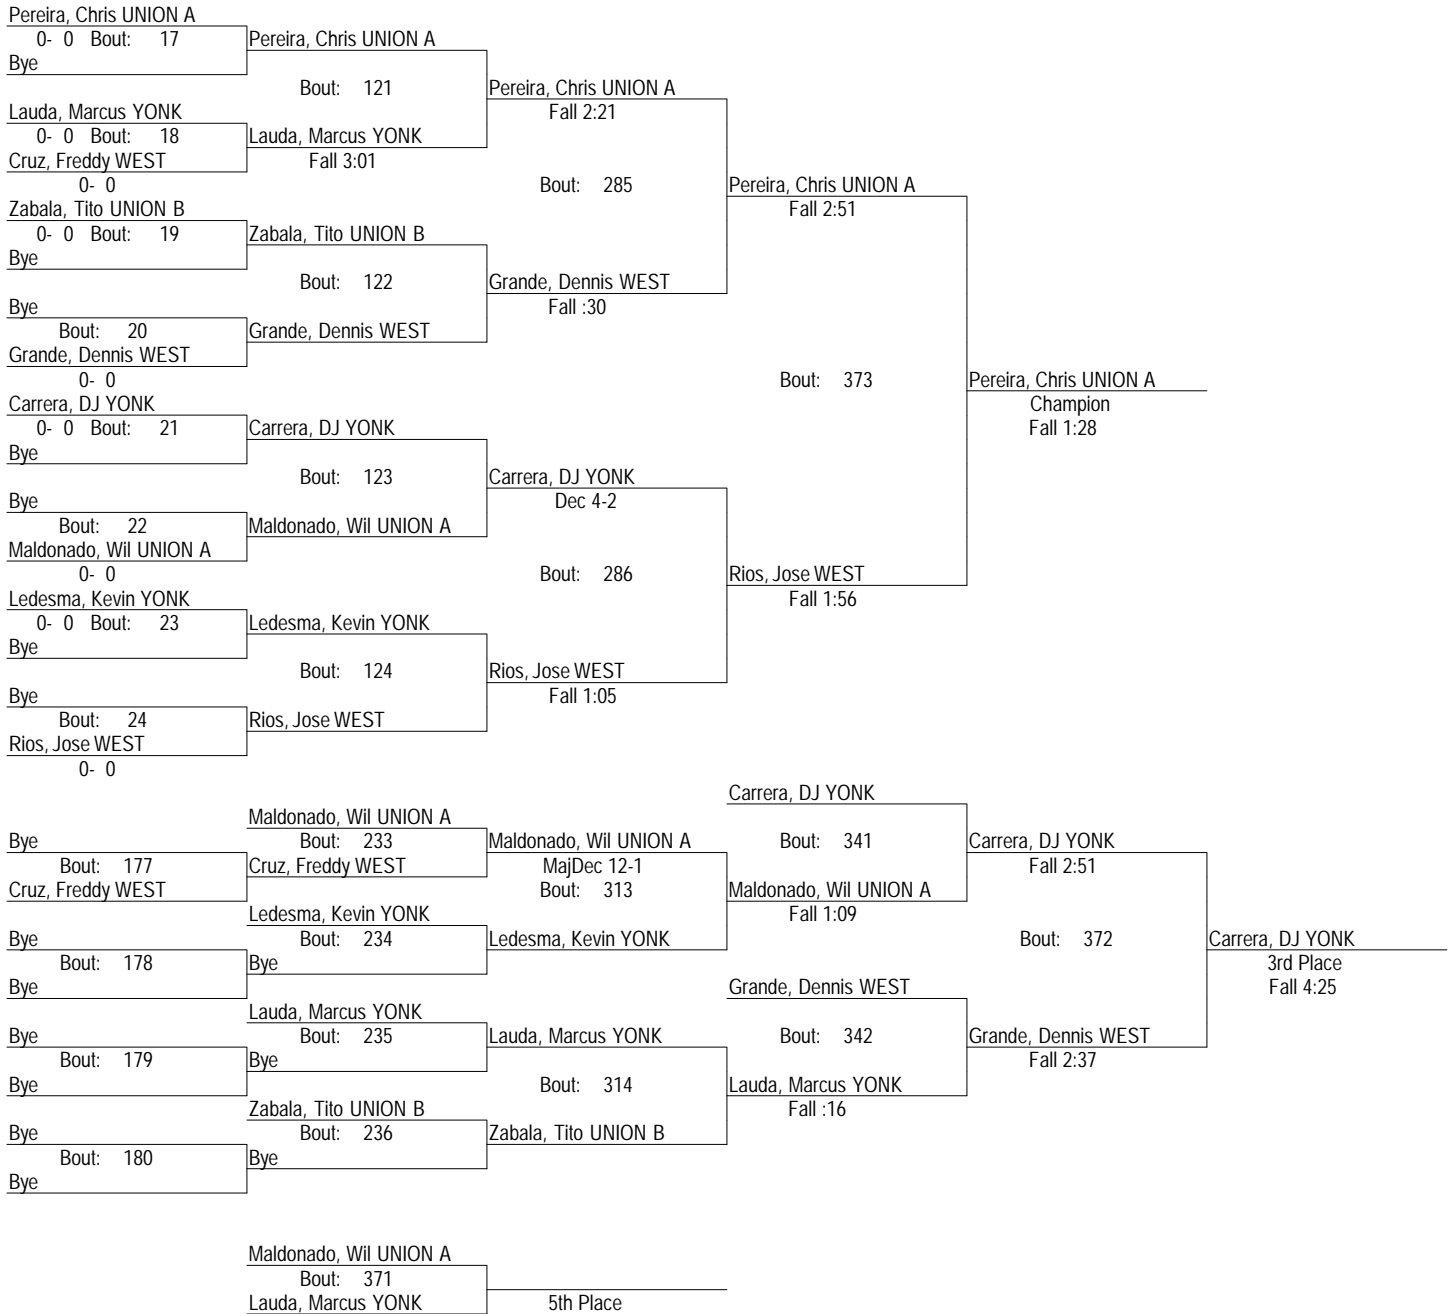 Pereira, Chris UNION A
0- 0 Bout: 17 Pereira, Chris UNION A
Bye
Bout: 121 Pereira, Chris UNION A
Lauda, Marcus YONK Fall 2:21
0- 0 Bout: 18 Lauda, Marcus YONK
Cruz, Freddy WEST Fall 3:01
0- 0 Bout: 285 Pereira, Chris UNION A
Zabala, Tito UNION B Fall 2:51
0- 0 Bout: 19 Zabala, Tito UNION B
Bye
Bout: 122 Grande, Dennis WEST
Bye Fall :30
Bout: 20 Grande, Dennis WEST
Grande, Dennis WEST
0- 0 Bout: 373 Pereira, Chris UNION A
Carrera, DJ YONK Champion
0- 0 Bout: 21 Carrera, DJ YONK Fall 1:28
Bye
Bout: 123 Carrera, DJ YONK
Bye Dec 4-2
Bout: 22 Maldonado, Wil UNION A
Maldonado, Wil UNION A
0- 0 Bout: 286 Rios, Jose WEST
Ledesma, Kevin YONK Fall 1:56
0- 0 Bout: 23 Ledesma, Kevin YONK
Bye
Bout: 124 Rios, Jose WEST
Bye Fall 1:05
Bout: 24 Rios, Jose WEST
Rios, Jose WEST
0- 0
Carrera, DJ YONK
Maldonado, Wil UNION A
Bye Bout: 233 Maldonado, Wil UNION A Bout: 341 Carrera, DJ YONK
Bout: 177 Cruz, Freddy WEST MajDec 12-1 Fall 2:51
Cruz, Freddy WEST Bout: 313 Maldonado, Wil UNION A
Ledesma, Kevin YONK Fall 1:09
Bye Bout: 234 Ledesma, Kevin YONK Bout: 372 Carrera, DJ YONK
Bout: 178 Bye 3rd Place
Bye Grande, Dennis WEST Fall 4:25
Lauda, Marcus YONK
Bye Bout: 235 Lauda, Marcus YONK Bout: 342 Grande, Dennis WEST
Bout: 179 Bye Fall 2:37
Bye Bout: 314 Lauda, Marcus YONK
Zabala, Tito UNION B Fall :16
Bye Bout: 236 Zabala, Tito UNION B
Bout: 180 Bye
Bye
Maldonado, Wil UNION A
Bout: 371
Lauda, Marcus YONK 5th Place